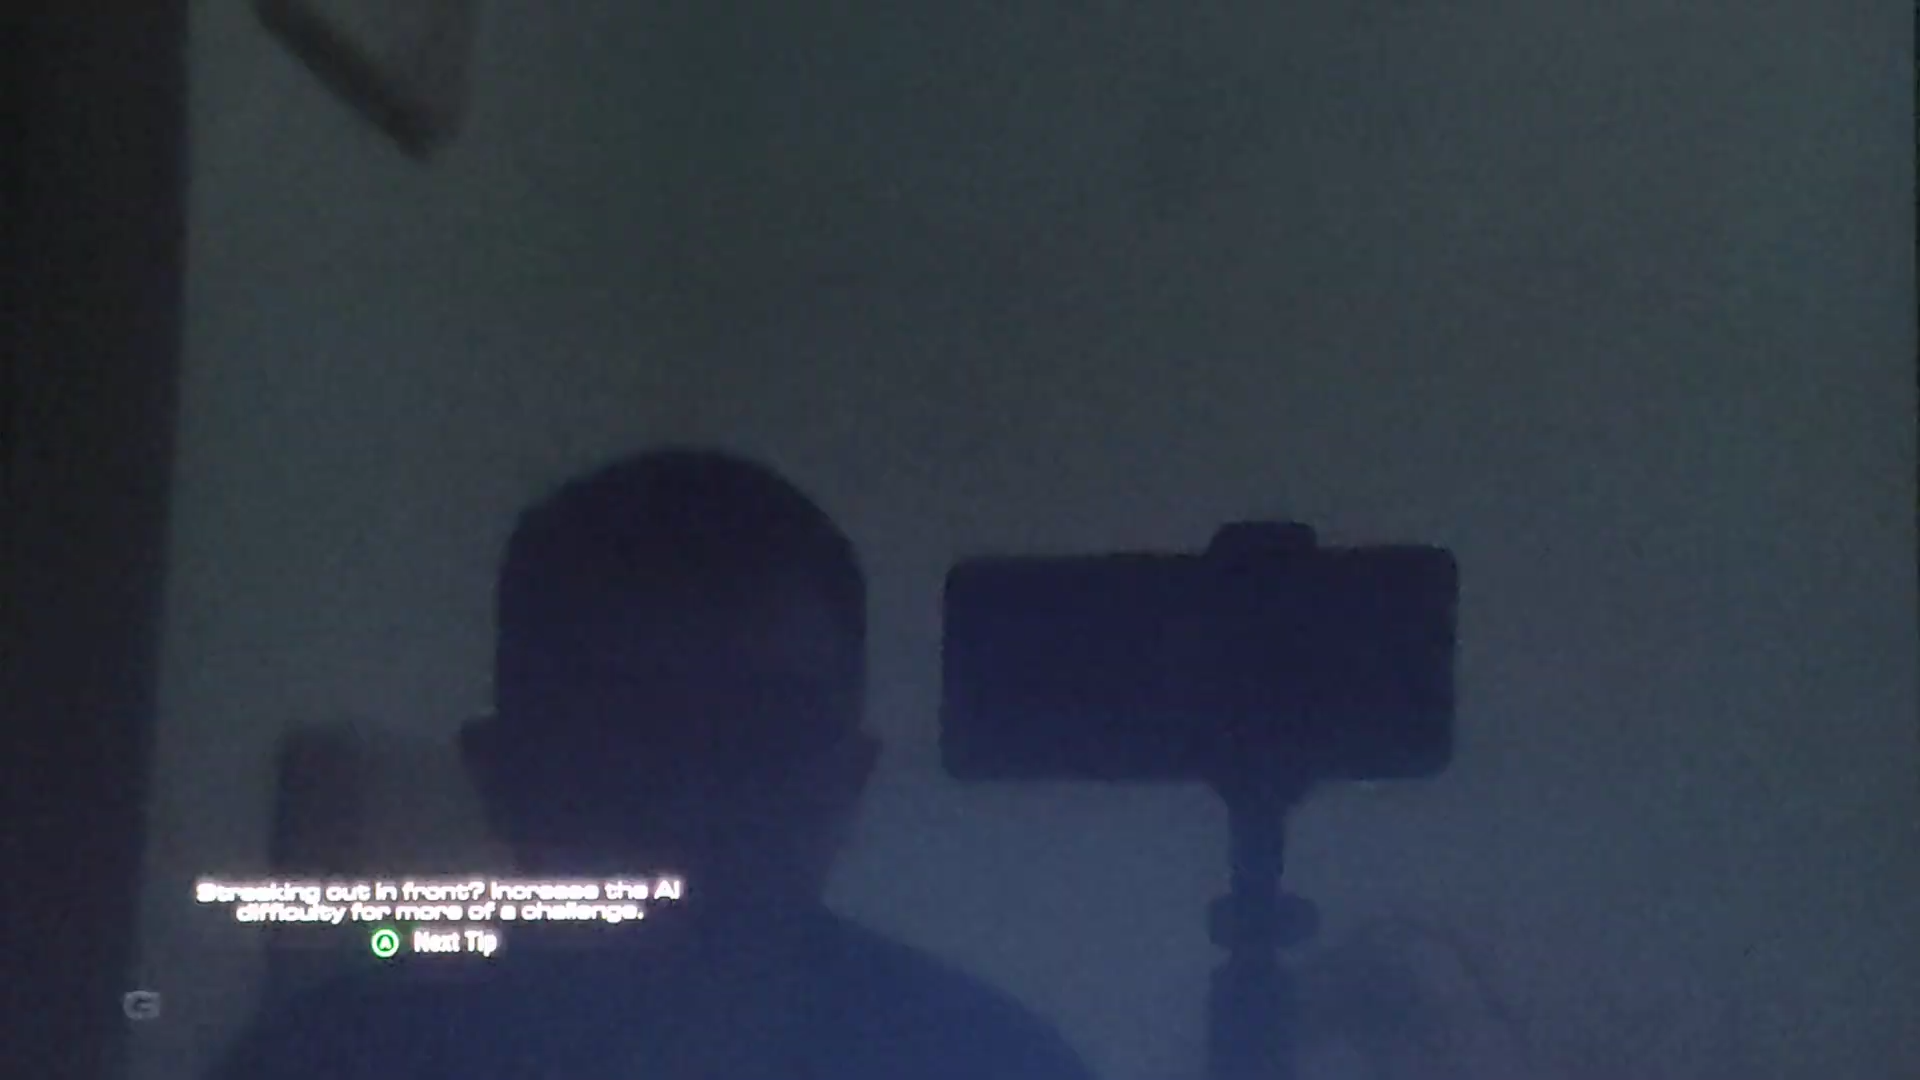 Streaking out in front? Increase the AI
difficulty for more of a challenge.
A Next Tip
G